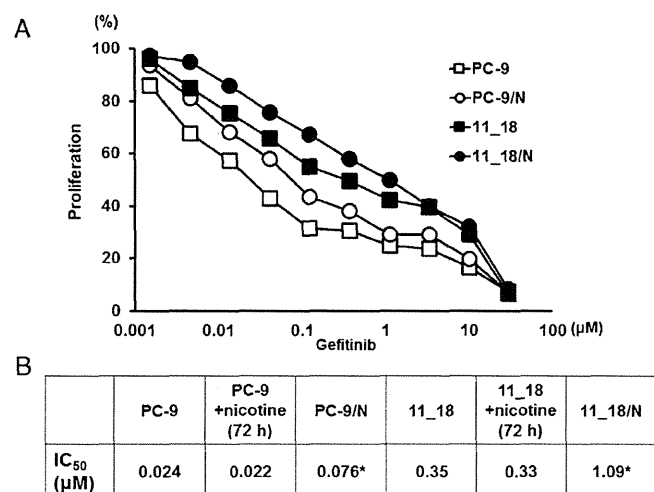 A
(%)
100
80
60
40
20
0
Proliferation
PC-9
PC-9/N
11_18
11_18/N
0.001 0.01 0.1 1 10 100 (μM)
Gefitinib
B
PC-9 PC-9 +nicotine (72 h) PC-9/N 11_18 11_18 +nicotine (72 h) 11_18/N
IC50 (μM) 0.024 0.022 0.076* 0.35 0.33 1.09*